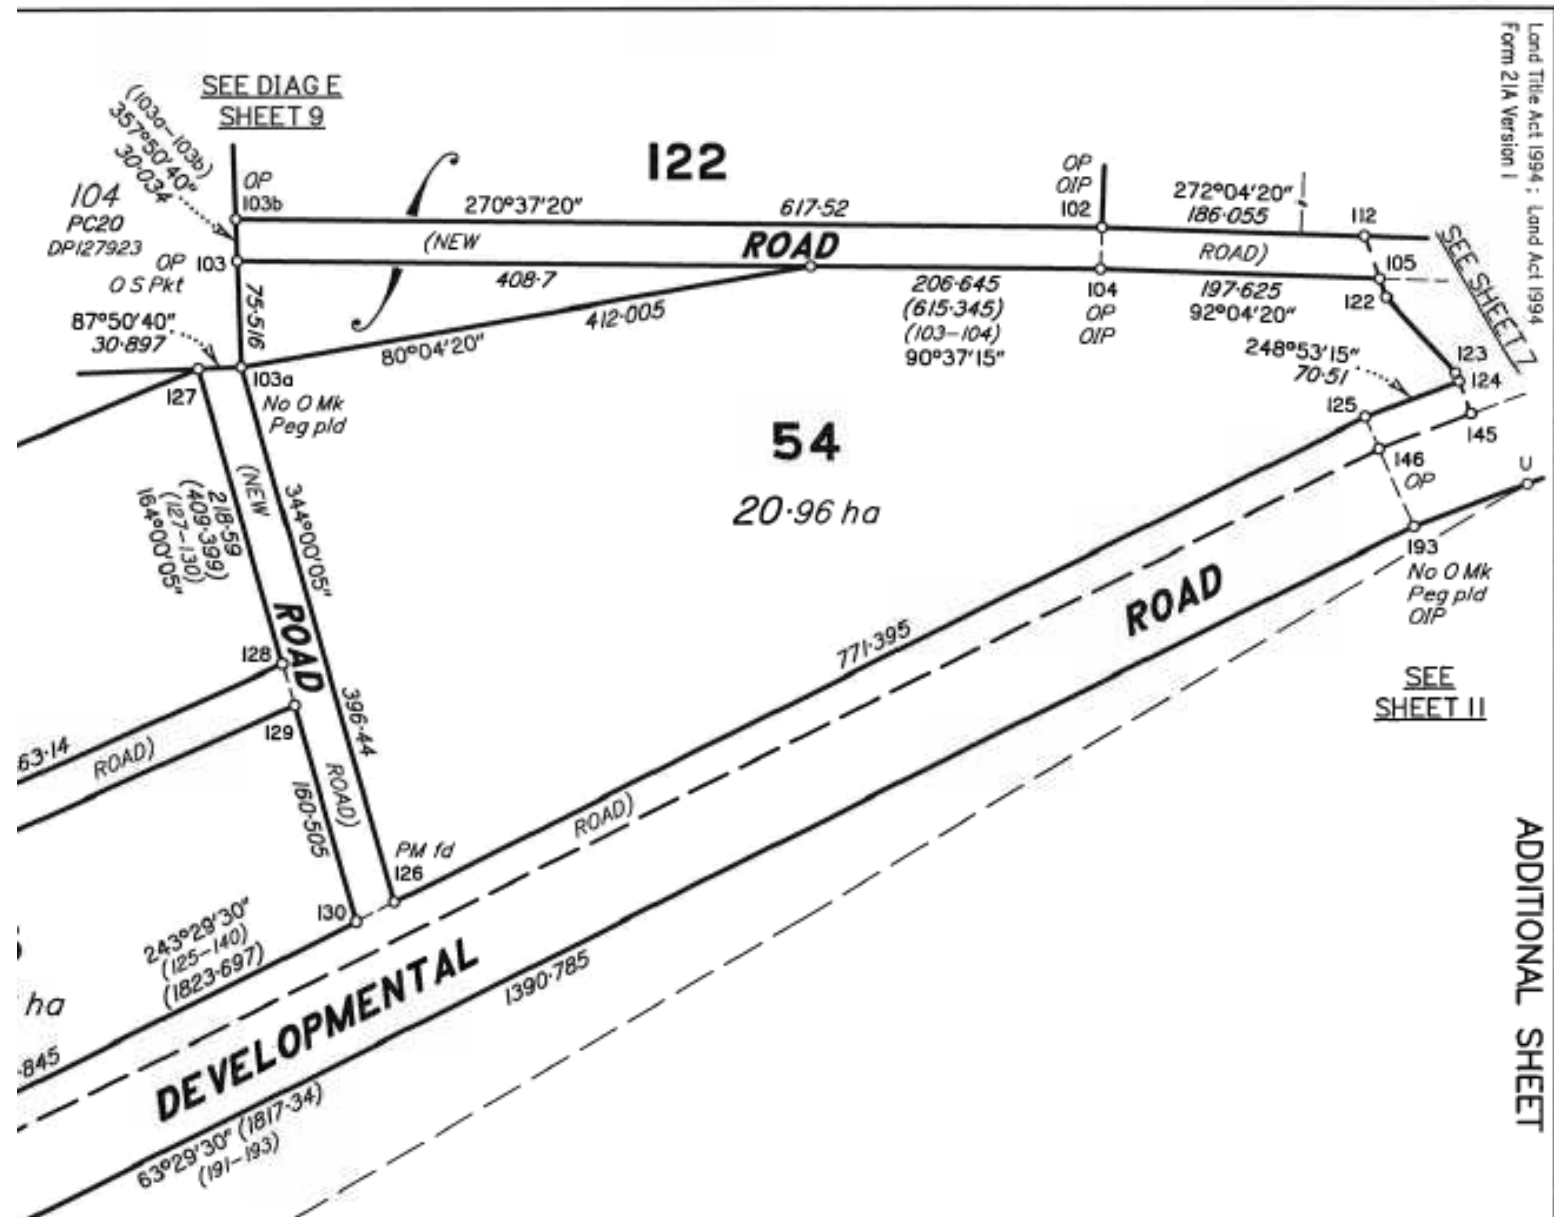 Land Title Act 1994 ; Land Act 1994
Form 21A Version 1
SEE DIAG E
SHEET 9
(103a-103b)
357°50'40"
30·034
104
PC20
DP127923
OP
103b
270°37'20"
617·52
122
OP
OIP
102
272°04'20"
186·055
112
(NEW
ROAD
ROAD)
105
SEE SHEET 7
OP
103
O S Pkt
408·7
206·645
(615·345)
(103-104)
90°37'15"
104
OP
OIP
197·625
92°04'20"
122
75·516
87°50'40"
30·897
412·005
80°04'20"
248°53'15"
70·51
123
124
127
103a
No O Mk
Peg pld
125
145
54
20·96 ha
146
OP
218·59
(409·399)
(127-130)
164°00'05"
(NEW
344°00'05"
ROAD
193
No O Mk
Peg pld
OIP
ROAD
771·395
128
SEE
SHEET 11
396·44
129
63·14
ROAD)
160·505
ROAD)
ROAD)
PM fd
126
130
243°29'30"
(125-140)
(1823·697)
ha
·845
DEVELOPMENTAL
1390·785
63°29'30" (1817·34)
(191-193)
ADDITIONAL SHEET